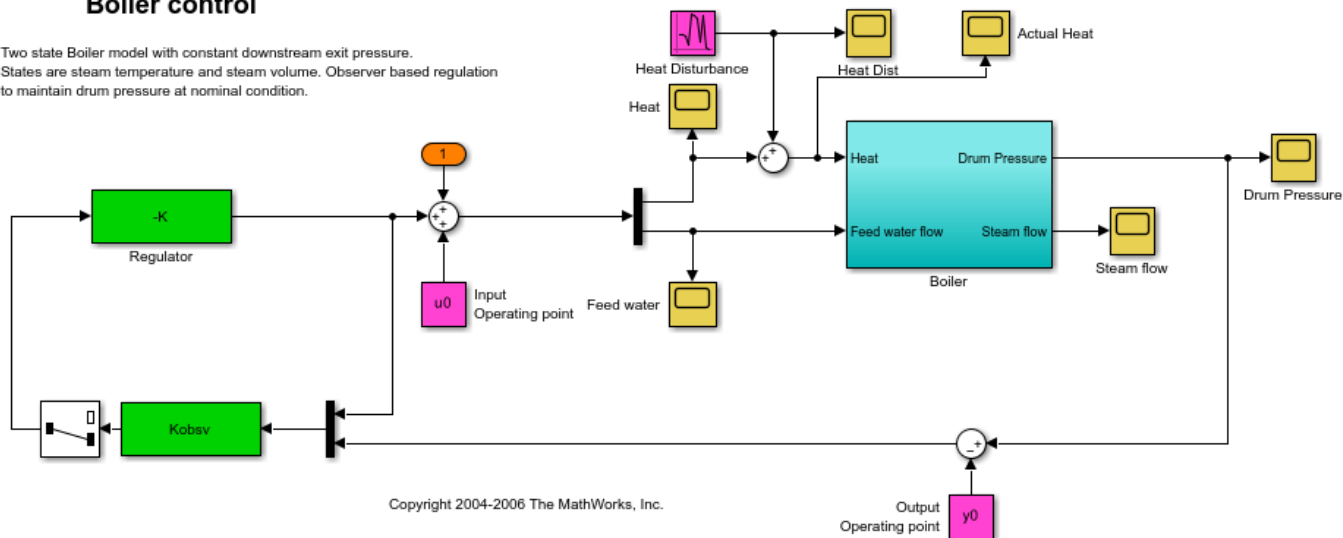 Boiler control
Two state Boiler model with constant downstream exit pressure.
States are steam temperature and steam volume. Observer based regulation
to maintain drum pressure at nominal condition.
Heat Disturbance
Heat Dist
Actual Heat
Heat
1
-K
Regulator
u0
Input
Operating point
Feed water
Heat
Drum Pressure
Feed water flow
Steam flow
Boiler
Drum Pressure
Steam flow
Kobsv
Copyright 2004-2006 The MathWorks, Inc.
Output
Operating point
y0